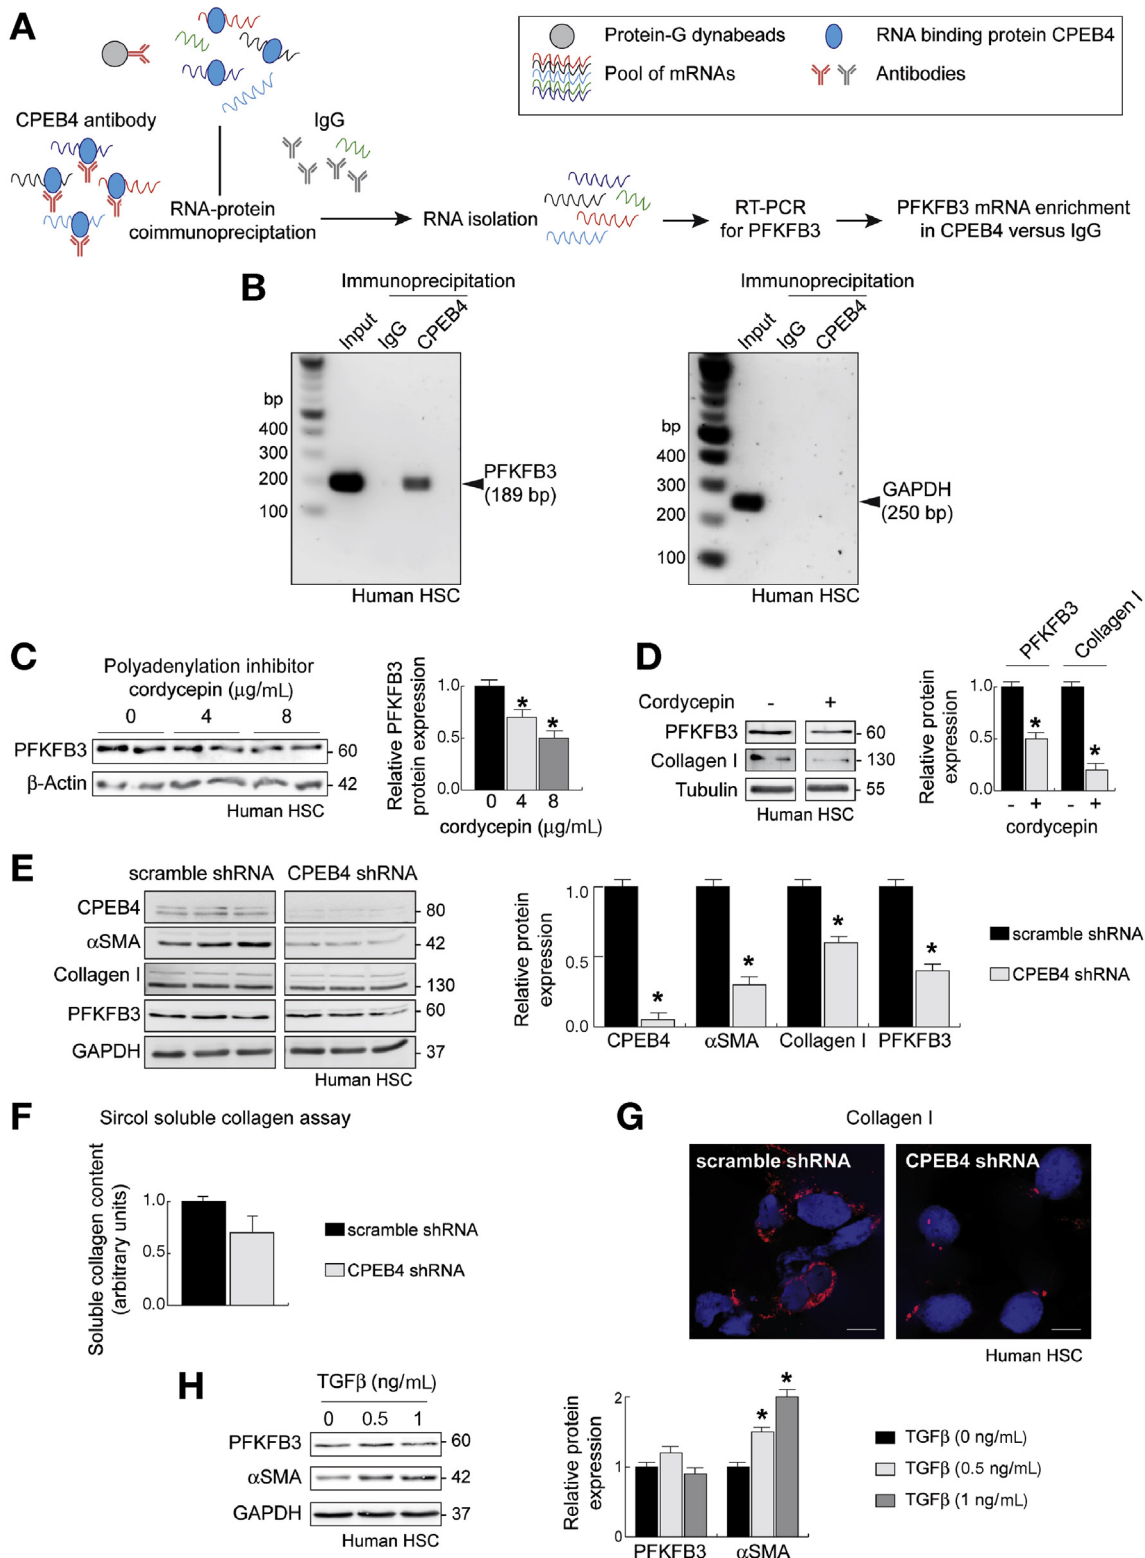 A
Protein-G dynabeads
RNA binding protein CPEB4
Pool of mRNAs
Antibodies
CPEB4 antibody
IgG
RNA-protein
coimmunopreciptation
RNA isolation
RT-PCR
for PFKFB3
PFKFB3 mRNA enrichment
in CPEB4 versus IgG
B
Immunoprecipitation
Input
IgG
CPEB4
bp
400
300
200
100
PFKFB3
(189 bp)
Human HSC
Immunoprecipitation
Input
IgG
CPEB4
bp
400
300
200
100
GAPDH
(250 bp)
Human HSC
C
Polyadenylation inhibitor
cordycepin (μg/mL)
0 4 8
PFKFB3
60
β-Actin
42
Human HSC
Relative PFKFB3
protein expression
1.0
0.5
0.0
* *
0 4 8
cordycepin (μg/mL)
D
Cordycepin - +
PFKFB3
60
Collagen I
130
Tubulin
55
Human HSC
PFKFB3
Collagen I
Relative protein
expression
1.0
0.5
0.0
* *
- + - +
cordycepin
E
scramble shRNA
CPEB4 shRNA
CPEB4
80
αSMA
42
Collagen I
130
PFKFB3
60
GAPDH
37
Human HSC
Relative protein
expression
1.0
0.5
0.0
* * * *
CPEB4
αSMA
Collagen I
PFKFB3
scramble shRNA
CPEB4 shRNA
F
Sircol soluble collagen assay
Soluble collagen content
(arbitrary units)
1.0
0.5
0.0
scramble shRNA
CPEB4 shRNA
G
Collagen I
scramble shRNA
CPEB4 shRNA
Human HSC
H
TGFβ (ng/mL)
0 0.5 1
PFKFB3
60
αSMA
42
GAPDH
37
Human HSC
Relative protein
expression
2
1
0
* *
PFKFB3
αSMA
TGFβ (0 ng/mL)
TGFβ (0.5 ng/mL)
TGFβ (1 ng/mL)